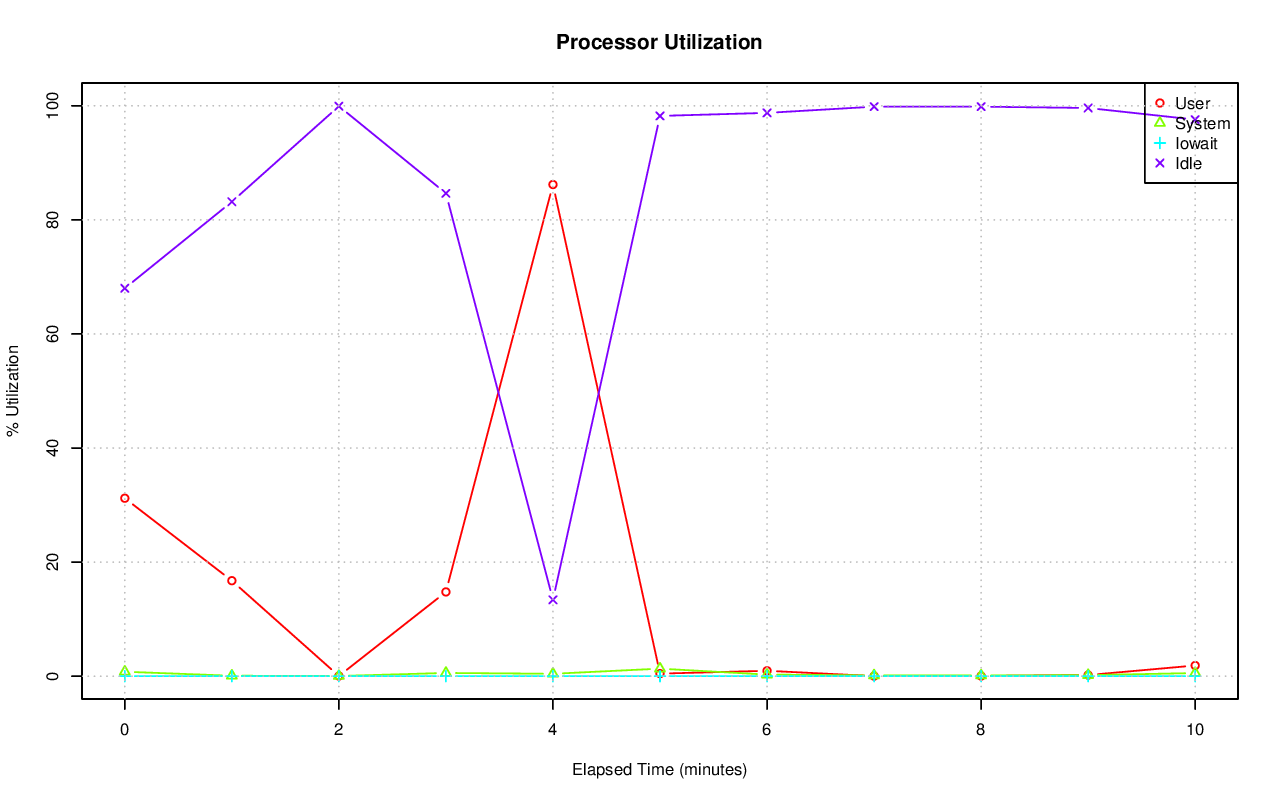 Processor Utilization
100
80
60
40
20
0
% Utilization
User
System
Iowait
Idle
0 2 4 6 8 10
Elapsed Time (minutes)